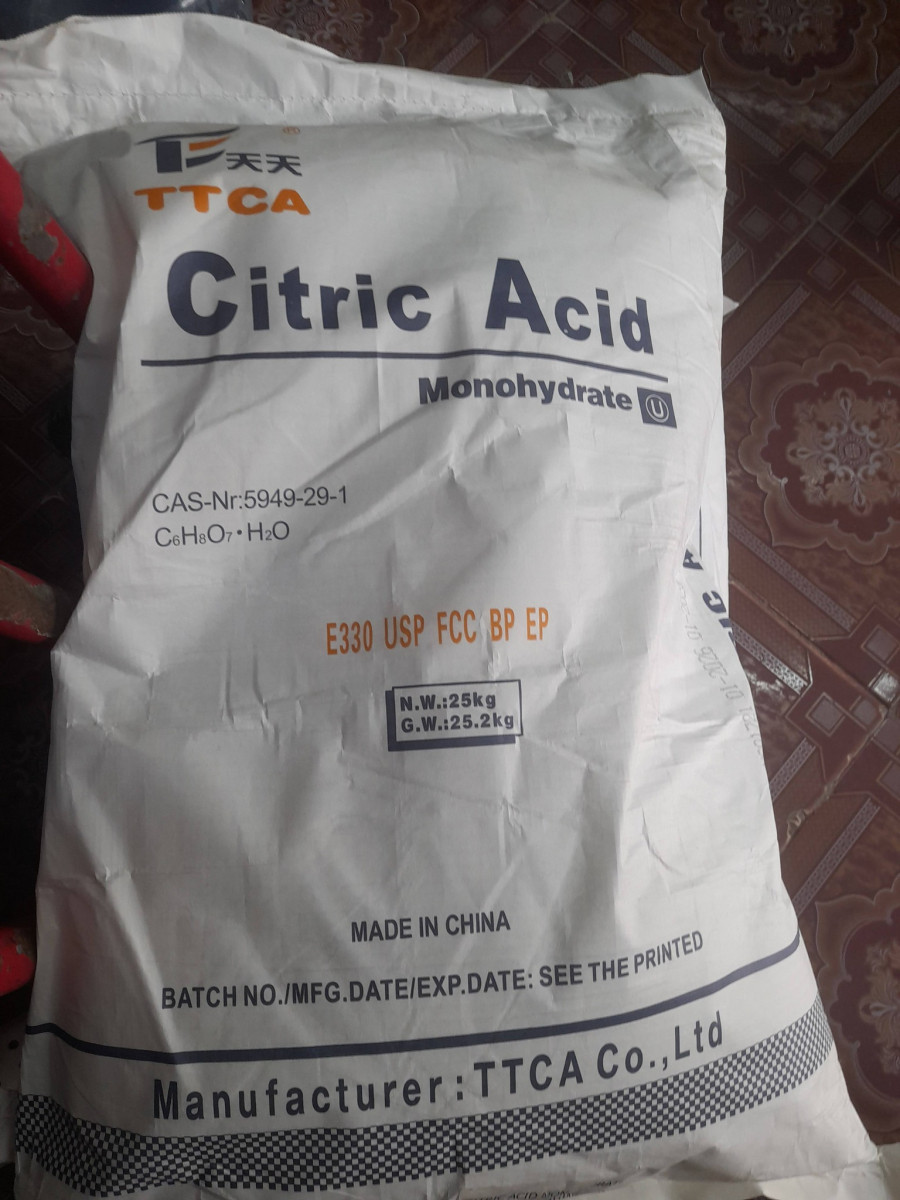 天天
®
TTCA
Citric Acid
Monohydrate U
CAS-Nr:5949-29-1
C₆H₈O₇·H₂O
E330 USP FCC BP EP
N.W.:25kg
G.W.:25.2kg
MADE IN CHINA
BATCH NO./MFG.DATE/EXP.DATE: SEE THE PRINTED
Manufacturer:TTCA Co.,Ltd